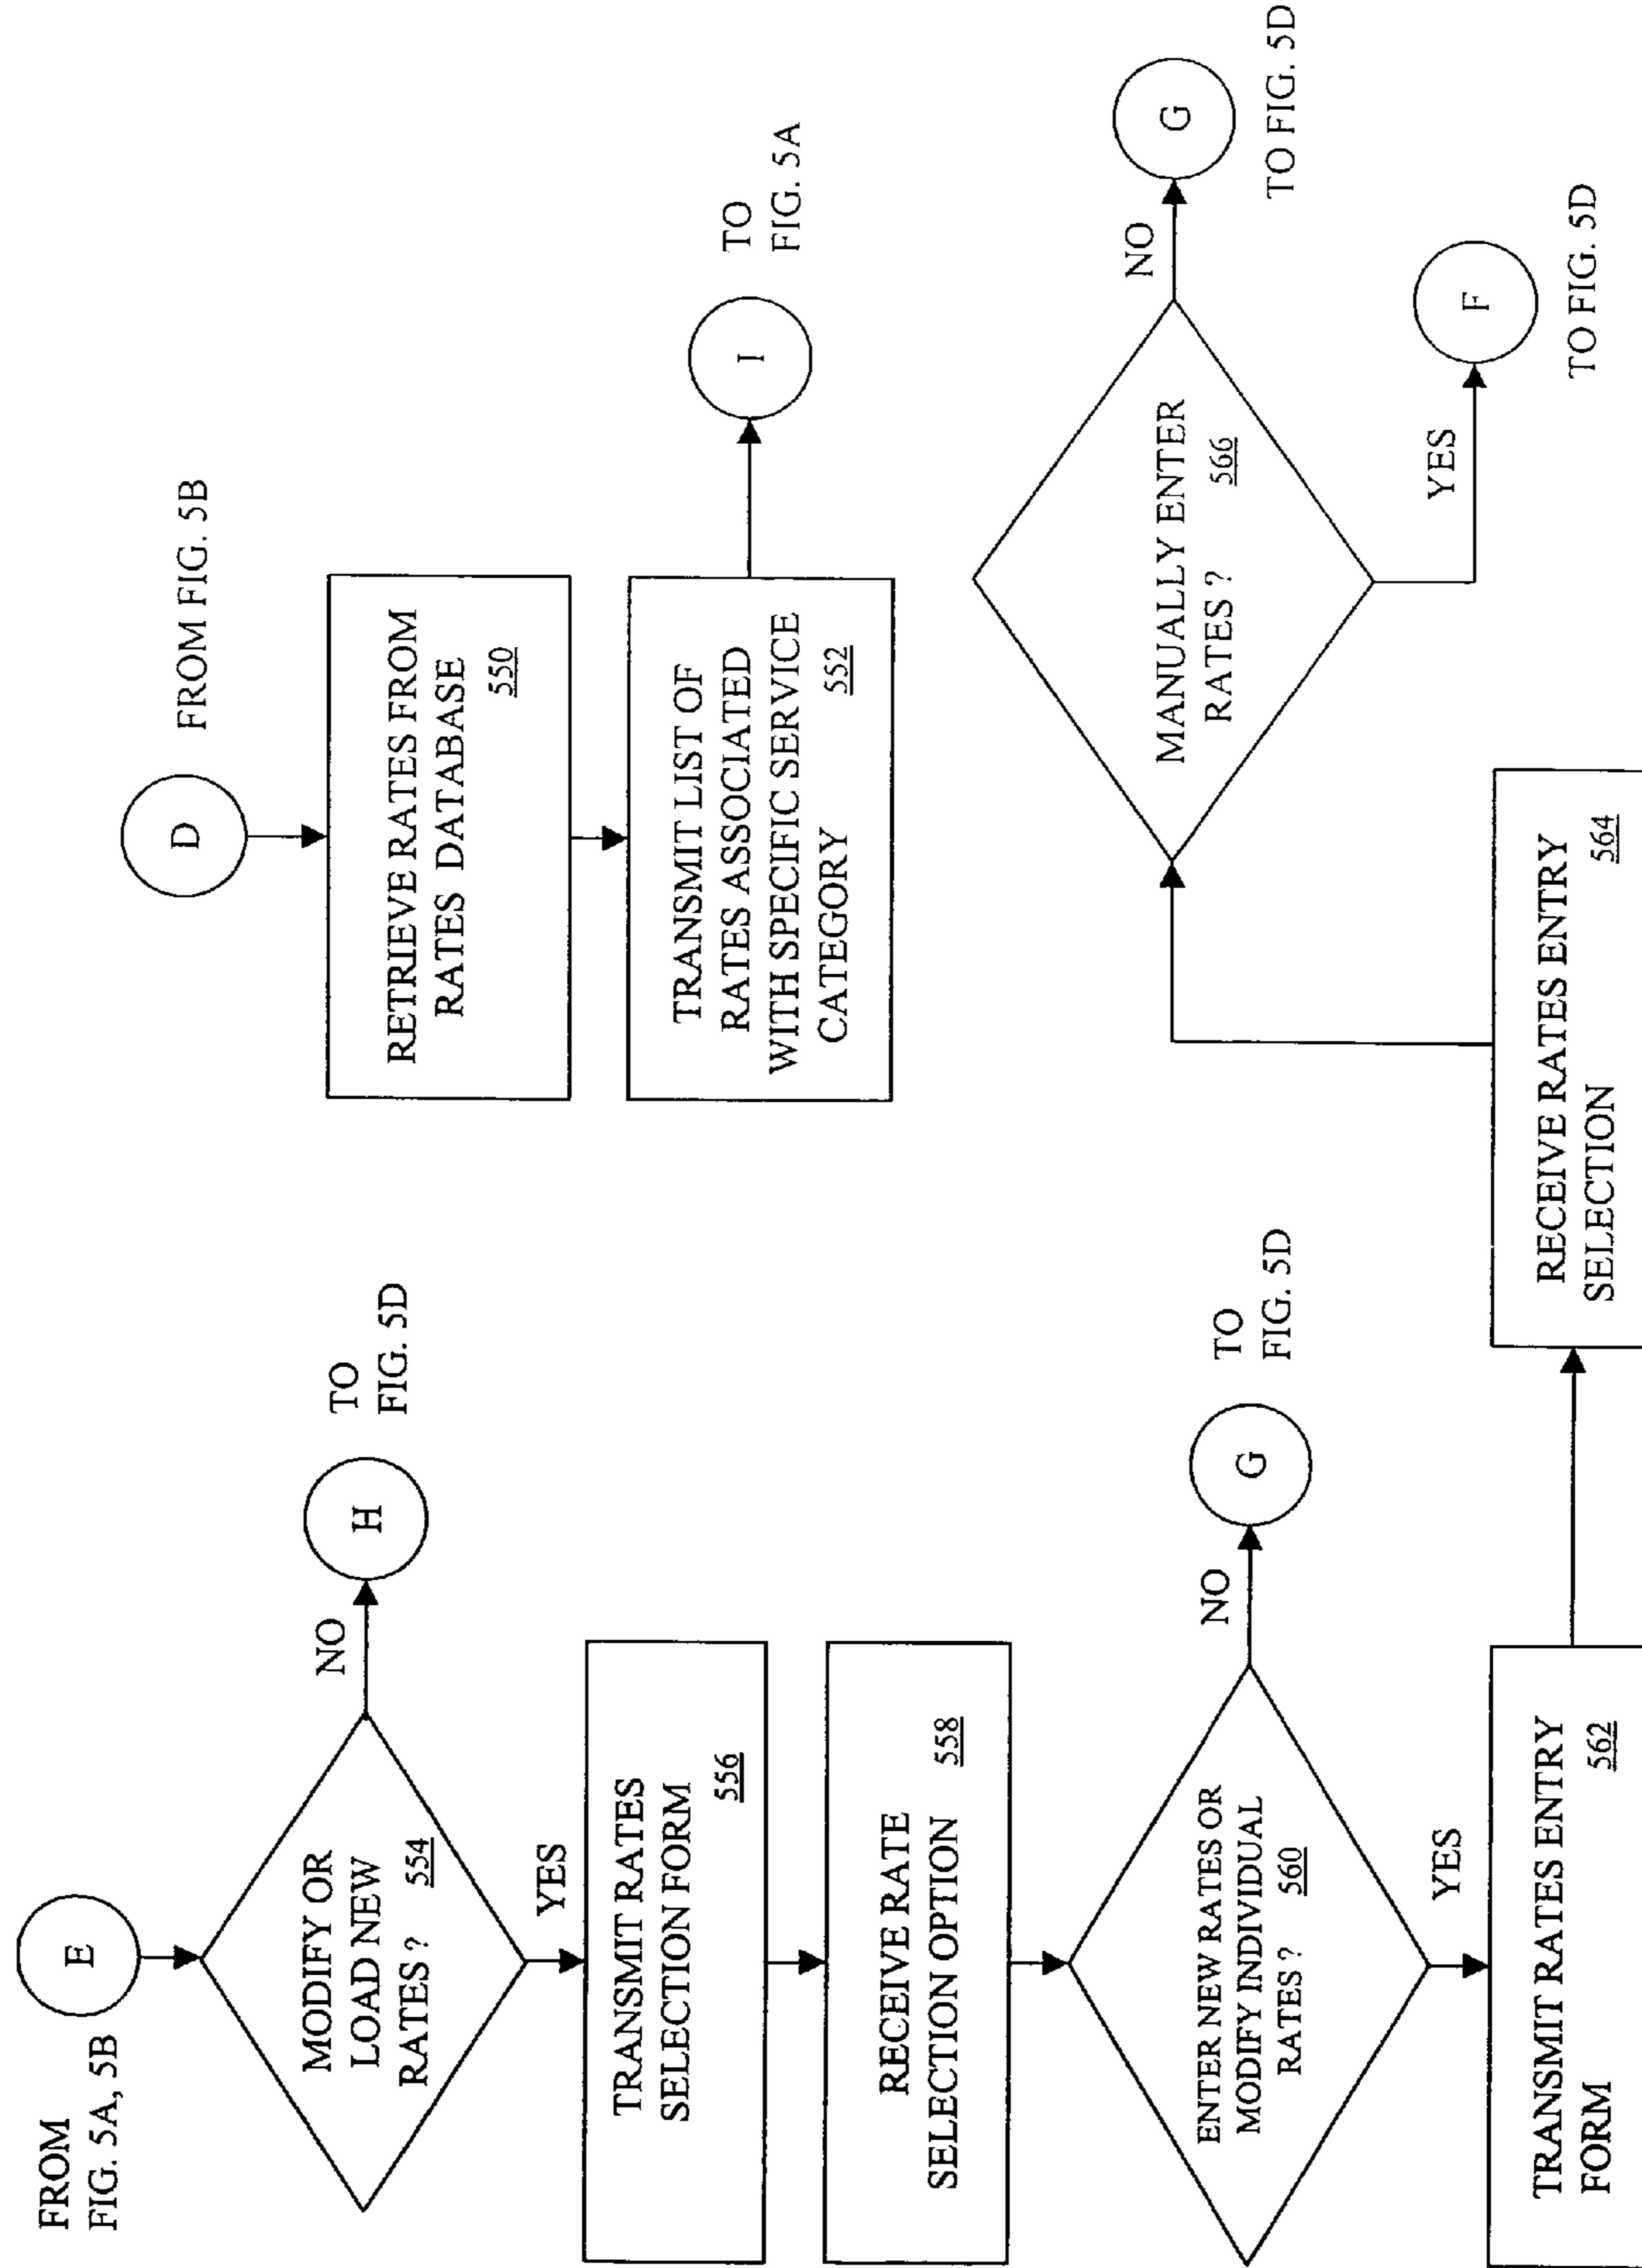 FROM
FIG. 5A, 5B
E
MODIFY OR
LOAD NEW
RATES ? 554
NO
H
TO
FIG. 5D
YES
TRANSMIT RATES
SELECTION FORM
556
RECEIVE RATE
SELECTION OPTION
558
ENTER NEW RATES OR
MODIFY INDIVIDUAL
RATES ? 560
NO
G
TO
FIG. 5D
YES
TRANSMIT RATES ENTRY
FORM 562
D
FROM FIG. 5B
RETRIEVE RATES FROM
RATES DATABASE
550
TRANSMIT LIST OF
RATES ASSOCIATED
WITH SPECIFIC SERVICE
CATEGORY 552
I
TO
FIG. 5A
RECEIVE RATES ENTRY
SELECTION 564
MANUALLY ENTER
RATES ? 566
NO
G
TO FIG. 5D
YES
F
TO FIG. 5D